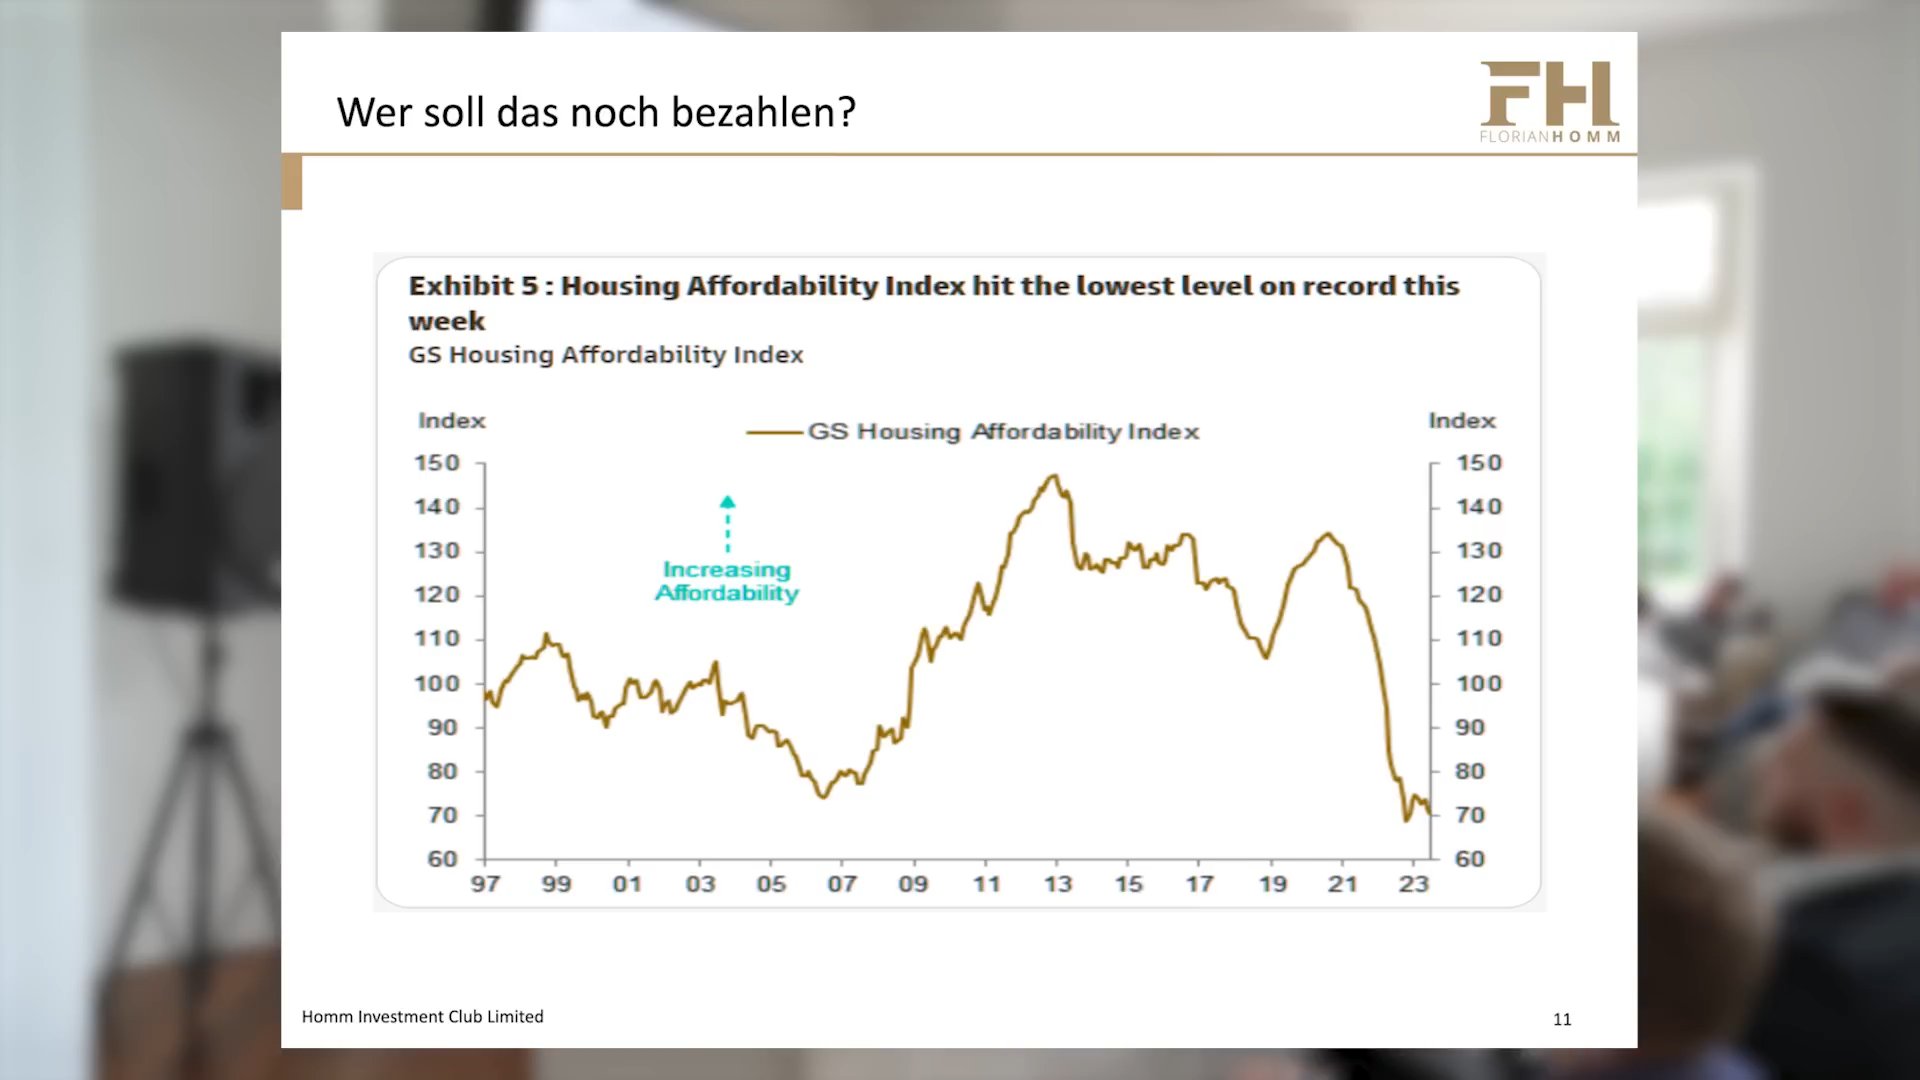 Wer soll das noch bezahlen?
FH
FLORIANHOMM
Exhibit 5 : Housing Affordability Index hit the lowest level on record this
week
GS Housing Affordability Index
Index
GS Housing Affordability Index
Index
150
140
130
120
110
100
90
80
70
60
Increasing
Affordability
150
140
130
120
110
100
90
80
70
60
97 99 01 03 05 07 09 11 13 15 17 19 21 23
Homm Investment Club Limited
11